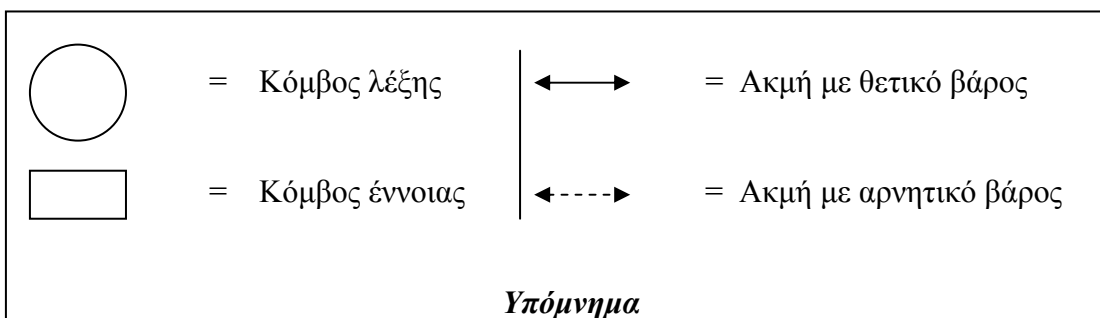 = Κόμβος λέξης = Ακμή με θετικό βάρος
= Κόμβος έννοιας = Ακμή με αρνητικό βάρος
Υπόμνημα